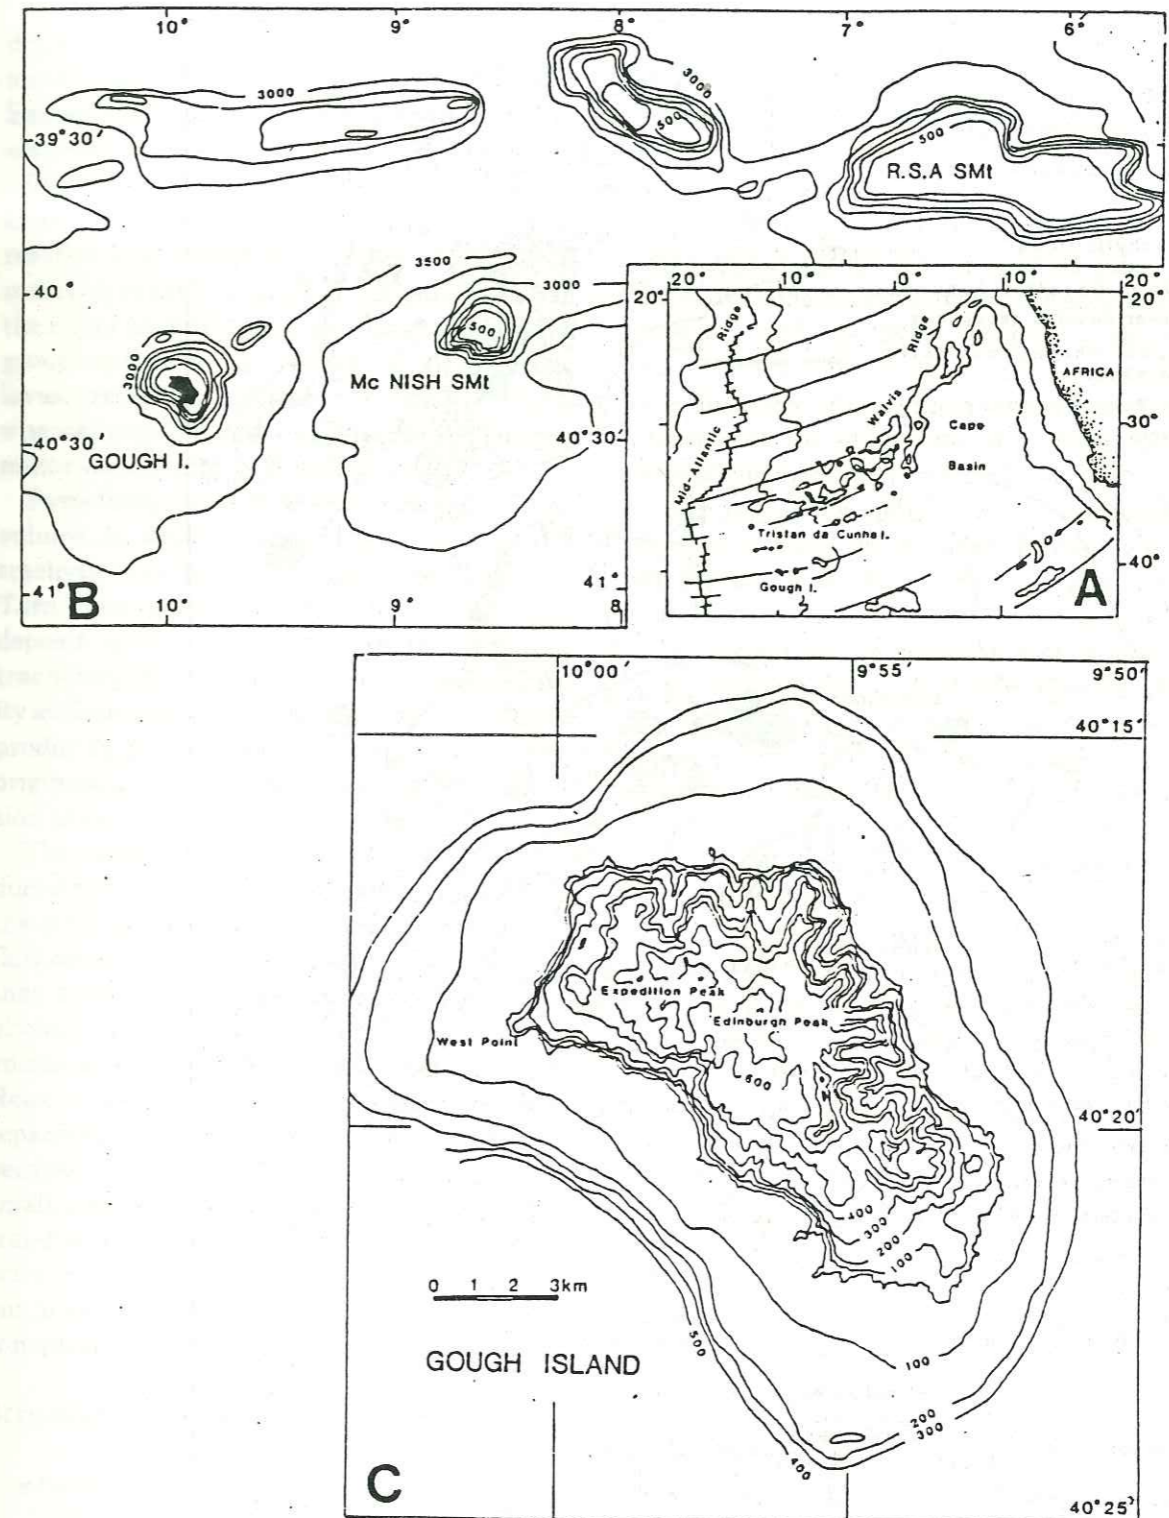 10° 9° 8° 7° 6°
3000
3000
500
500
39°30'
R.S.A SMt
3500
3000
40°
500
3000
Mc NISH SMt
40°30'
40°30'
GOUGH I.
41°
41°
B
10° 9° 8
20° 10° 0° 10° 20°
20° 20°
Ridge
Ridge
AFRICA
Walvis
Cape
30°
Basin
Mid-Atlantic
Tristan da Cunha I.
40°
Gough I.
A
10°00' 9°55' 9°50'
40°15'
Expedition Peak
Edinburgh Peak
West Point
600
40°20'
400
300
200
100
0 1 2 3km
500
GOUGH ISLAND
100
200
300
400
C
40°25'